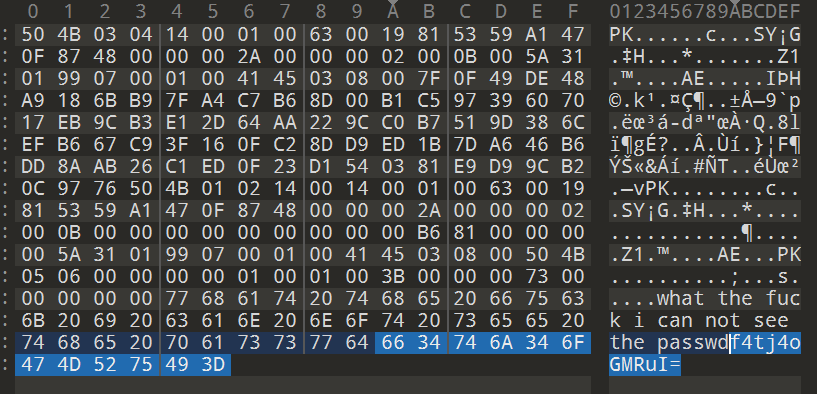 0 1 2 3 4 5 6 7 8 9 A B C D E F 0123456789ABCDEF
: 50 4B 03 04 14 00 01 00 63 00 19 81 53 59 A1 47 PK......c...SY¡G
: 0F 87 48 00 00 00 2A 00 00 00 02 00 0B 00 5A 31 .‡H...*.......Z1
: 01 99 07 00 01 00 41 45 03 08 00 7F 0F 49 DE 48 .™....AE.....IÞH
: A9 18 6B B9 7F A4 C7 B6 8D 00 B1 C5 97 39 60 70 ©.k¹.¤Ç¶..±Å—9`p
: 17 EB 9C B3 E1 2D 64 AA 22 9C C0 B7 51 9D 38 6C .ëœ³á-dª"œÀ·Q.8l
: EF B6 67 C9 3F 16 0F C2 8F D9 ED 1B 7D A6 46 B6 ï¶gÉ?..Â.Ùí.}¦F¶
: DD 8A AB 26 C1 ED 0F 23 D1 54 03 81 E9 D9 9C B2 ÝŠ«&Áí.#ÑT..éÙœ²
: 0C 97 76 50 4B 01 02 14 00 14 00 01 00 63 00 19 .—vPK........c..
: 81 53 59 A1 47 0F 87 48 00 00 00 2A 00 00 00 02 .SY¡G.‡H...*....
: 00 0B 00 00 00 00 00 00 00 00 00 B6 81 00 00 00 ...........¶....
: 00 5A 31 01 99 07 00 01 00 41 45 03 08 00 50 4B .Z1.™....AE...PK
: 05 06 00 00 00 00 01 00 01 00 3B 00 00 00 73 00 ..........;...s.
: 00 00 00 00 77 68 61 74 20 74 68 65 20 66 75 63 ....what the fuc
: 6B 20 69 20 63 61 6E 20 6E 6F 74 20 73 65 65 20 k i can not see
: 74 68 65 20 70 61 73 73 77 64 66 34 74 6A 34 6F the passwdf4tj4o
: 47 4D 52 75 49 3D GMRuI=